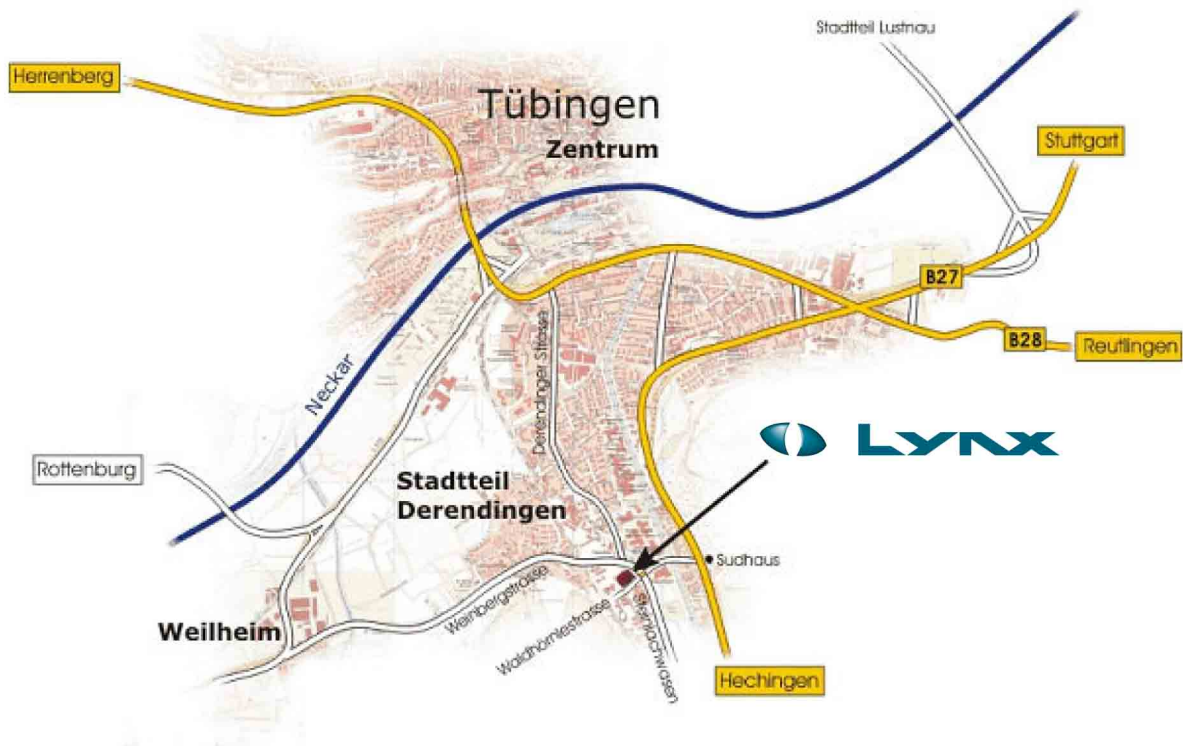 Stadtteil Lustnau
Herrenberg
Tübingen
Zentrum
Stuttgart
B27
B28
Reutlingen
Neckar
Derendinger Strasse
LYNX
Rottenburg
Stadtteil
Derendingen
Sudhaus
Weinbergstrasse
Waldhörnlestrasse
Steinlachwasen
Weilheim
Hechingen